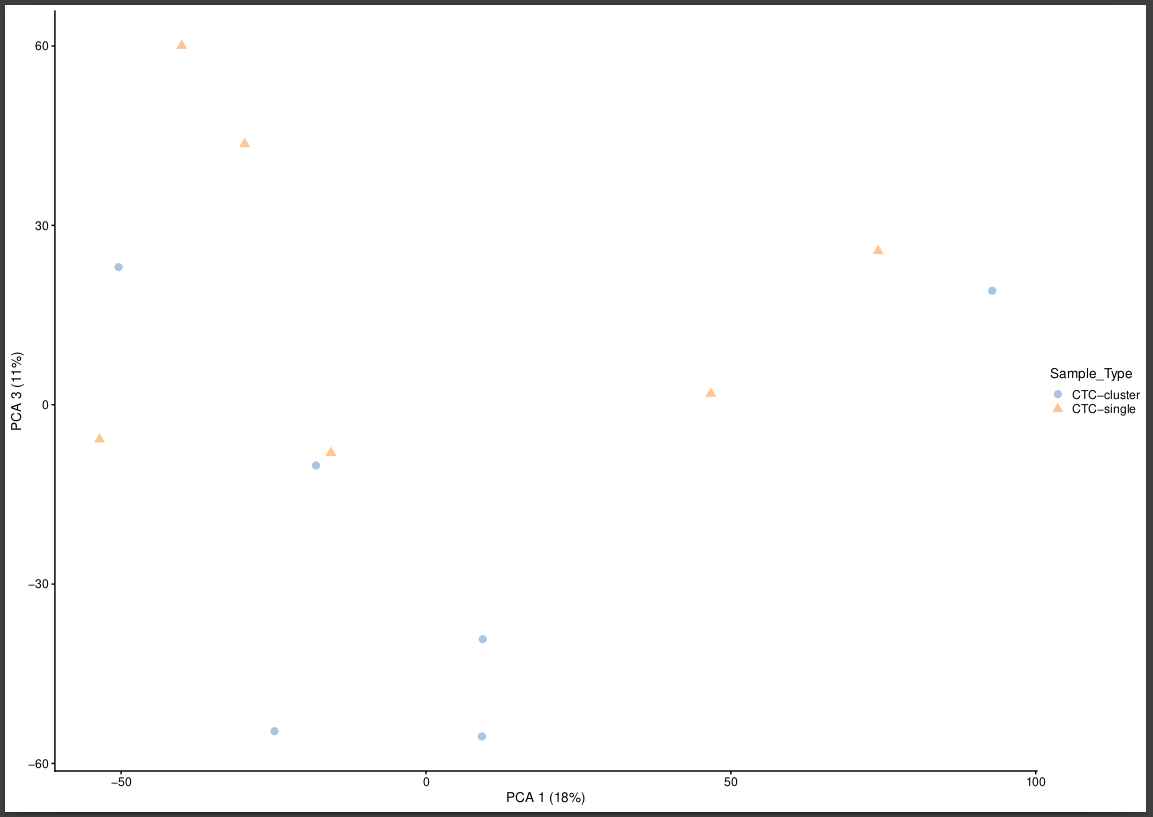 60
30
0
−30
−60
PCA 3 (11%)
−50
0
50
100
PCA 1 (18%)
Sample_Type
CTC−cluster
CTC−single